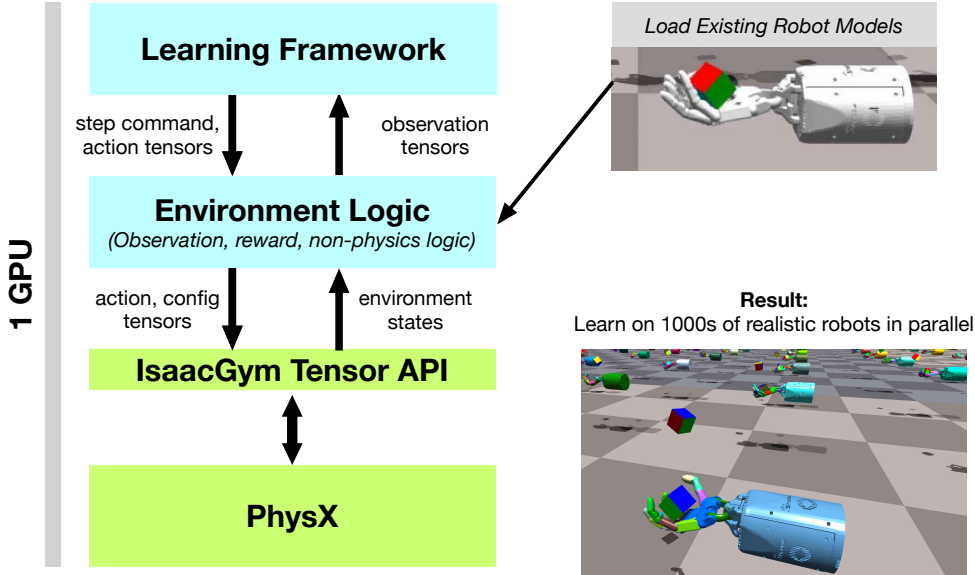 Learning Framework
step command,
action tensors
observation
tensors
Environment Logic
(Observation, reward, non-physics logic)
action, config
tensors
environment
states
IsaacGym Tensor API
PhysX
1 GPU
Load Existing Robot Models
Result:
Learn on 1000s of realistic robots in parallel